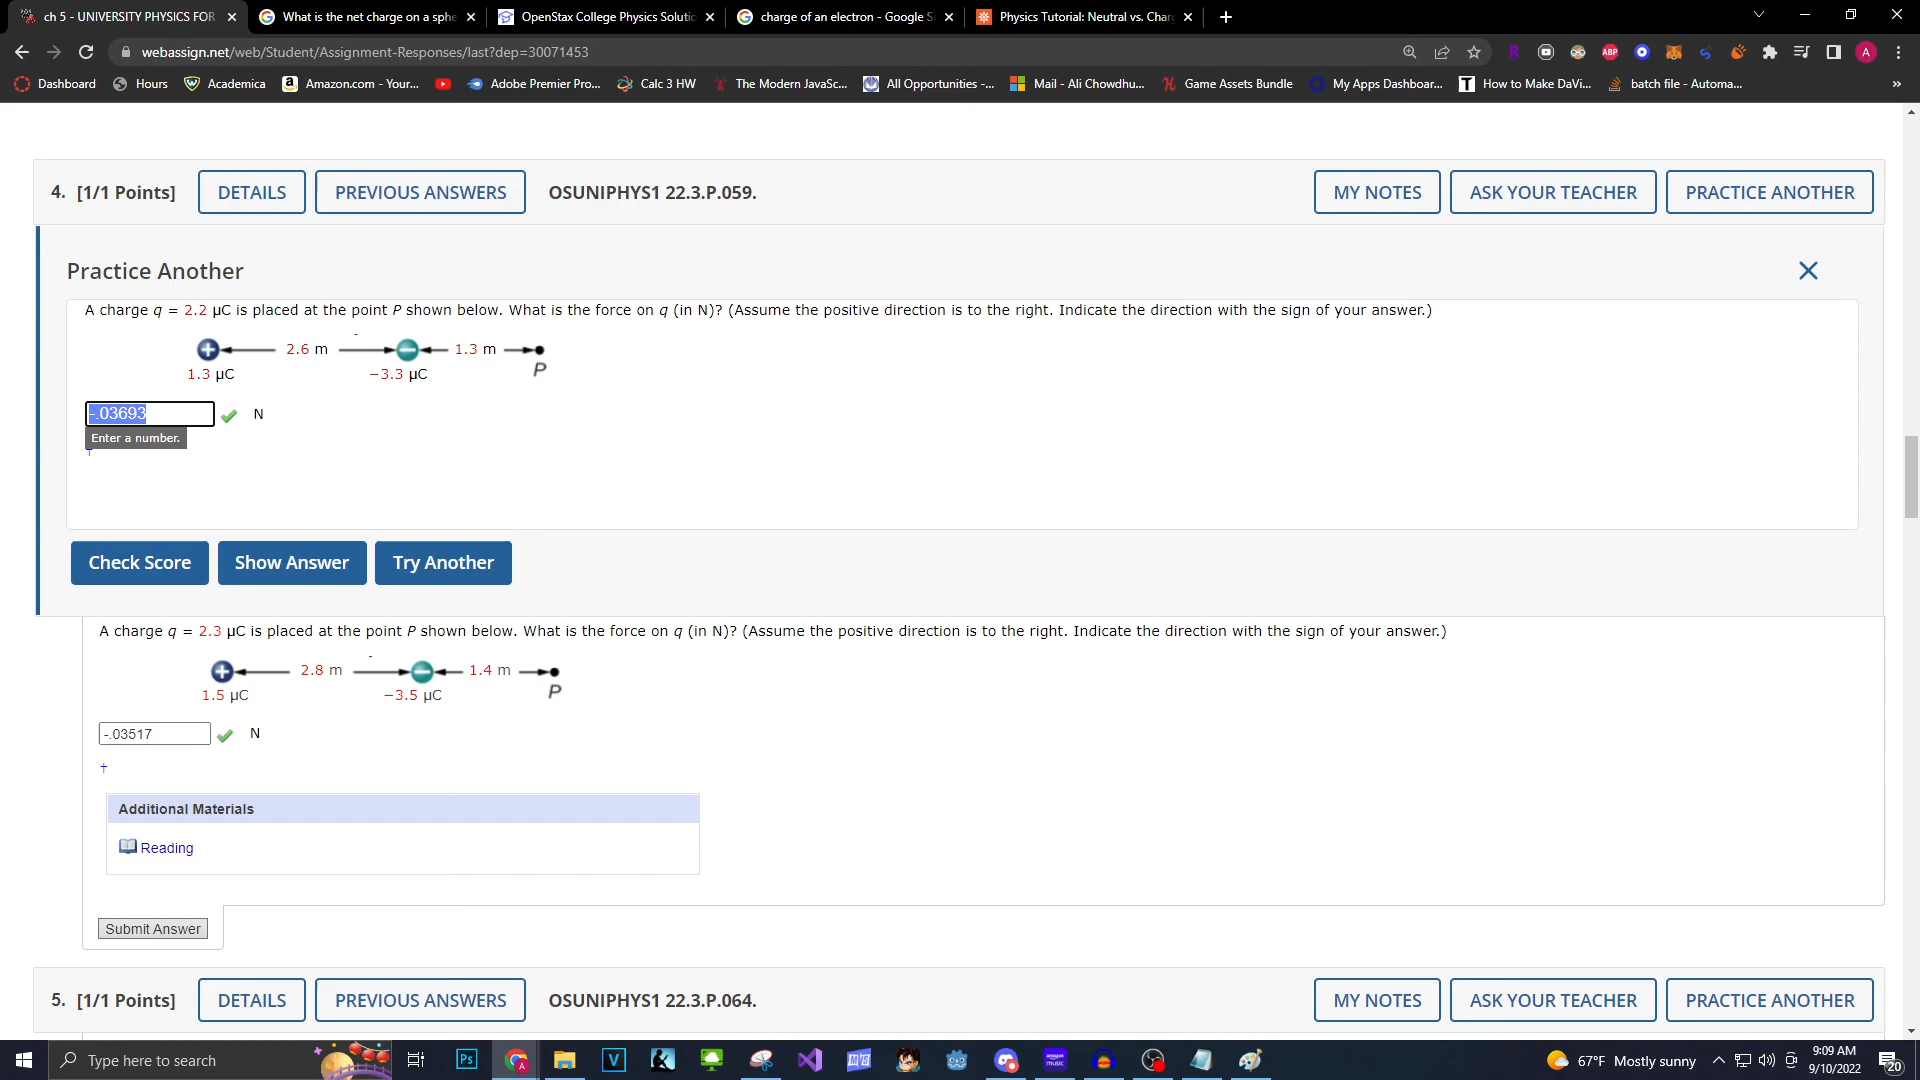 ch 5 - UNIVERSITY PHYSICS FOR
What is the net charge on a sphe
OpenStax College Physics Solutio
charge of an electron - Google S
Physics Tutorial: Neutral vs. Char
webassign.net/web/Student/Assignment-Responses/last?dep=30071453
Dashboard
Hours
Academica
Amazon.com - Your...
Adobe Premier Pro...
Calc 3 HW
The Modern JavaSc...
All Opportunities -...
Mail - Ali Chowdhu...
Game Assets Bundle
My Apps Dashboar...
How to Make DaVi...
batch file - Automa...
4. [1/1 Points]
DETAILS
PREVIOUS ANSWERS
OSUNIPHYS1 22.3.P.059.
MY NOTES
ASK YOUR TEACHER
PRACTICE ANOTHER
Practice Another
A charge q = 2.2 µC is placed at the point P shown below. What is the force on q (in N)? (Assume the positive direction is to the right. Indicate the direction with the sign of your answer.)
2.6 m
1.3 m
1.3 µC
−3.3 µC
P
-.03693
N
Enter a number.
Check Score
Show Answer
Try Another
A charge q = 2.3 µC is placed at the point P shown below. What is the force on q (in N)? (Assume the positive direction is to the right. Indicate the direction with the sign of your answer.)
2.8 m
1.4 m
1.5 µC
−3.5 µC
P
-.03517
N
†
Additional Materials
Reading
Submit Answer
5. [1/1 Points]
DETAILS
PREVIOUS ANSWERS
OSUNIPHYS1 22.3.P.064.
MY NOTES
ASK YOUR TEACHER
PRACTICE ANOTHER
Type here to search
67°F Mostly sunny
9:09 AM
9/10/2022
20